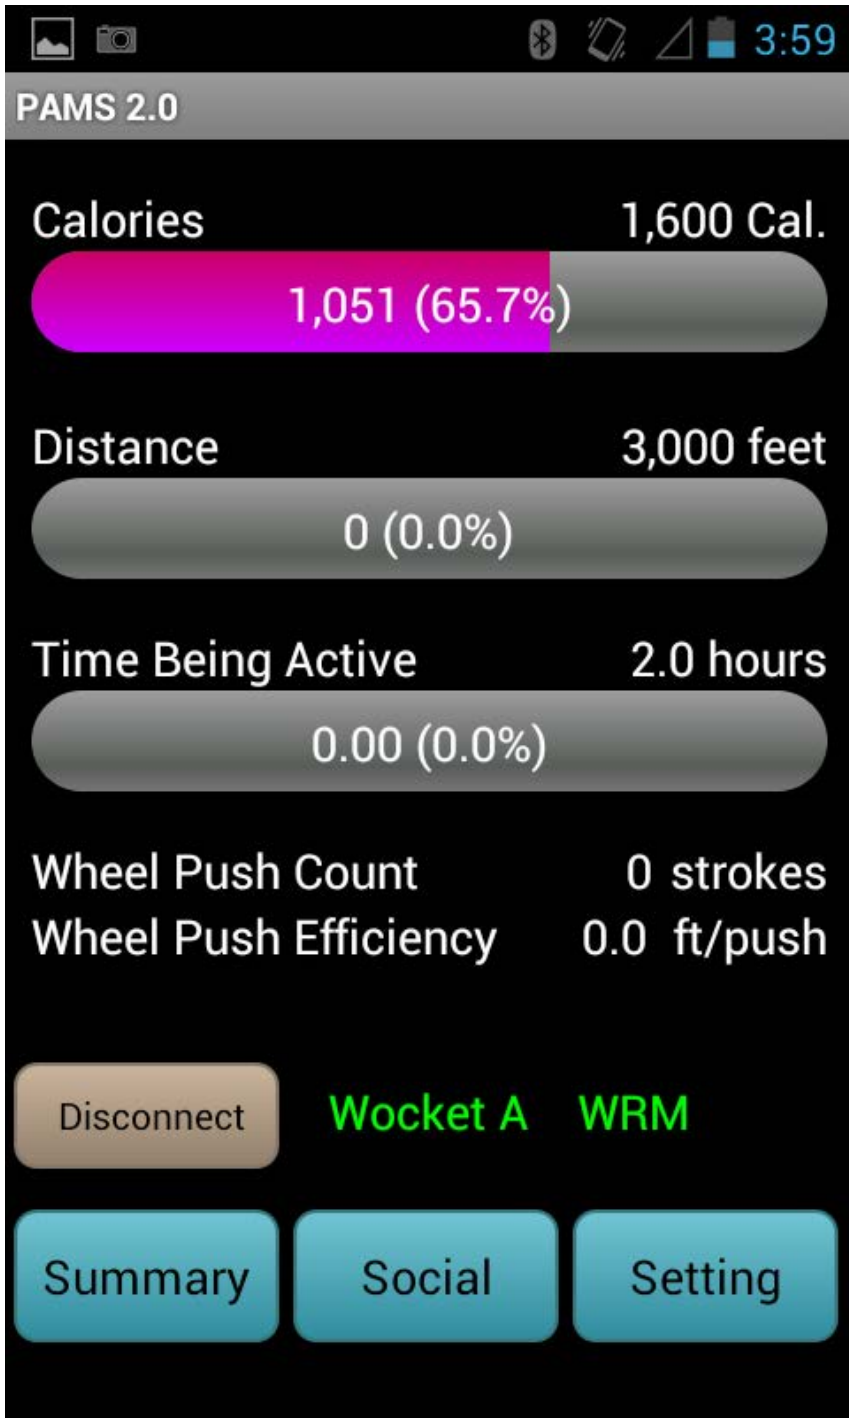 3:59
PAMS 2.0
Calories 1,600 Cal.
1,051 (65.7%)
Distance 3,000 feet
0 (0.0%)
Time Being Active 2.0 hours
0.00 (0.0%)
Wheel Push Count 0 strokes
Wheel Push Efficiency 0.0 ft/push
Disconnect Wocket A WRM
Summary Social Setting